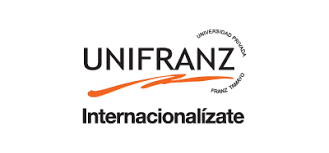 UNIFRANZ
UNIVERSIDAD PRIVADA
FRANZ TAMAYO
Internacionalízate